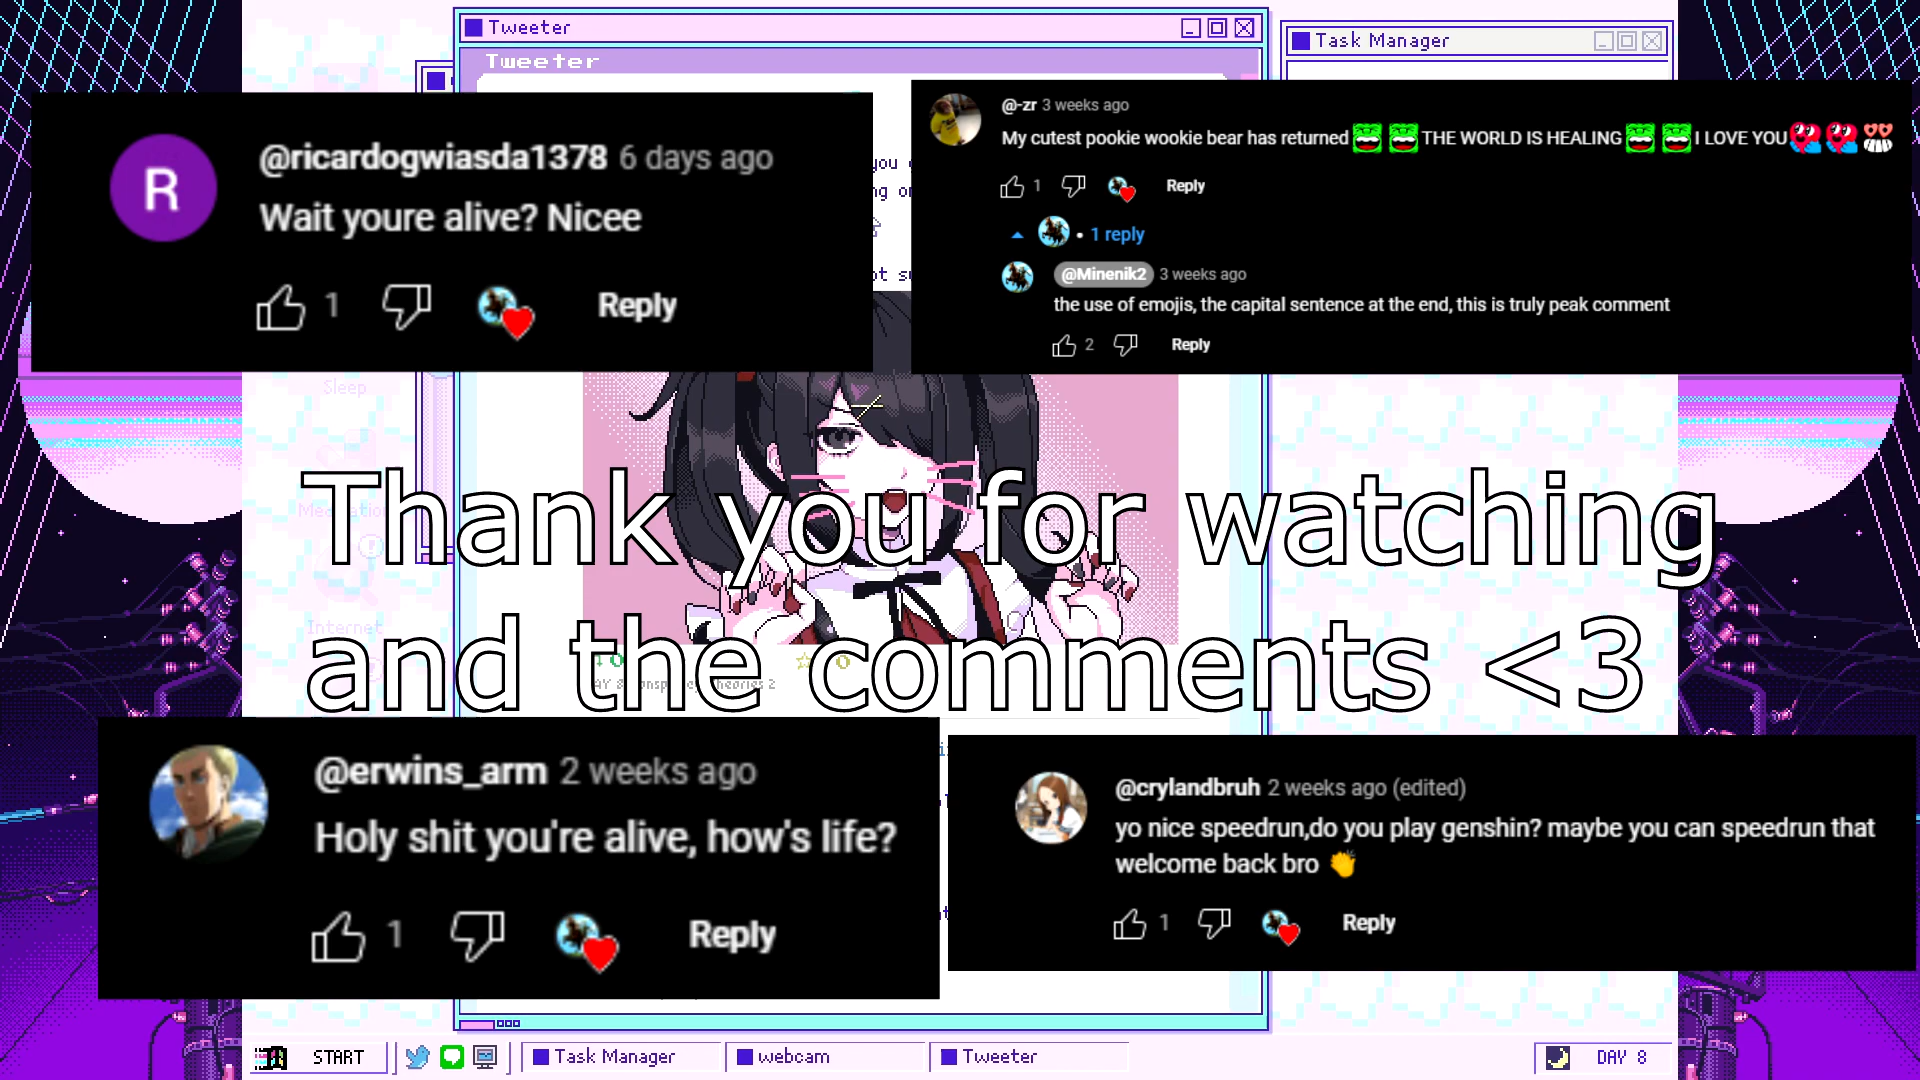 Tweeter
Task Manager
Tweeter
@ricardogwiasda1378 6 days ago
Wait youre alive? Nicee
1
Reply
@-zr 3 weeks ago
My cutest pookie wookie bear has returned THE WORLD IS HEALING I LOVE YOU
1 Reply
1 reply
@Minenik2 3 weeks ago
the use of emojis, the capital sentence at the end, this is truly peak comment
2 Reply
Sleep
Internet
Thank you for watching
and the comments <3
@erwins_arm 2 weeks ago
Holy shit you're alive, how's life?
1
Reply
@crylandbruh 2 weeks ago (edited)
yo nice speedrun,do you play genshin? maybe you can speedrun that
welcome back bro 👏
1 Reply
START
Task Manager
webcam
Tweeter
DAY 8